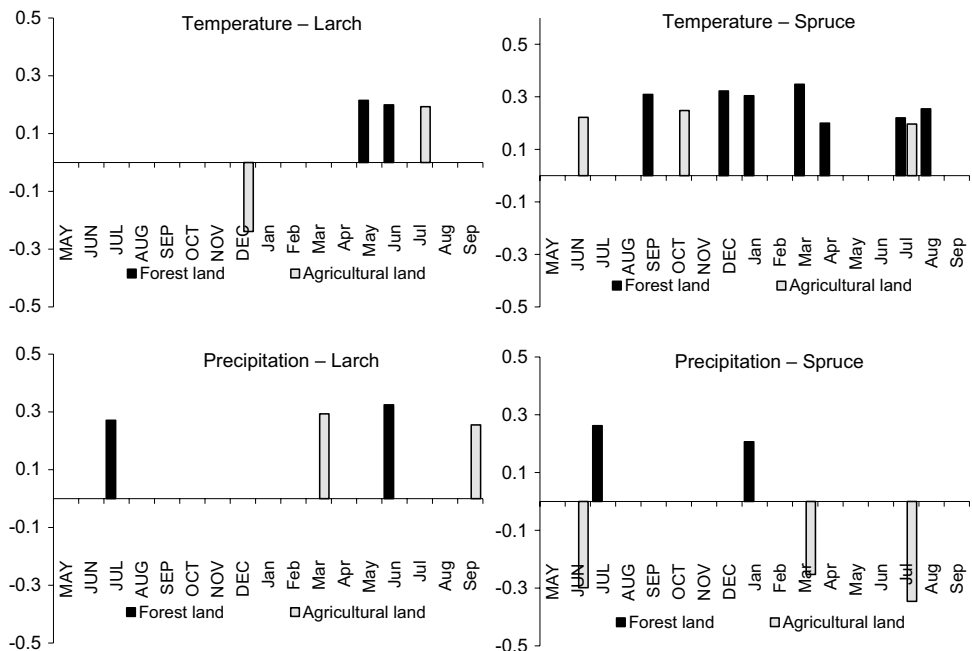 Temperature – Larch
0.5
0.3
0.1
-0.1
-0.3
-0.5
MAY JUN JUL AUG SEP OCT NOV DEC Jan Feb Mar Apr May Jun Jul Aug Sep
Forest land Agricultural land
Temperature – Spruce
0.5
0.3
0.1
-0.1
-0.3
-0.5
MAY JUN JUL AUG SEP OCT NOV DEC Jan Feb Mar Apr May Jun Jul Aug Sep
Forest land Agricultural land
Precipitation – Larch
0.5
0.3
0.1
-0.1
-0.3
-0.5
MAY JUN JUL AUG SEP OCT NOV DEC Jan Feb Mar Apr May Jun Jul Aug Sep
Forest land Agricultural land
Precipitation – Spruce
0.5
0.3
0.1
-0.1
-0.3
-0.5
MAY JUN JUL AUG SEP OCT NOV DEC Jan Feb Mar Apr May Jun Jul Aug Sep
Forest land Agricultural land